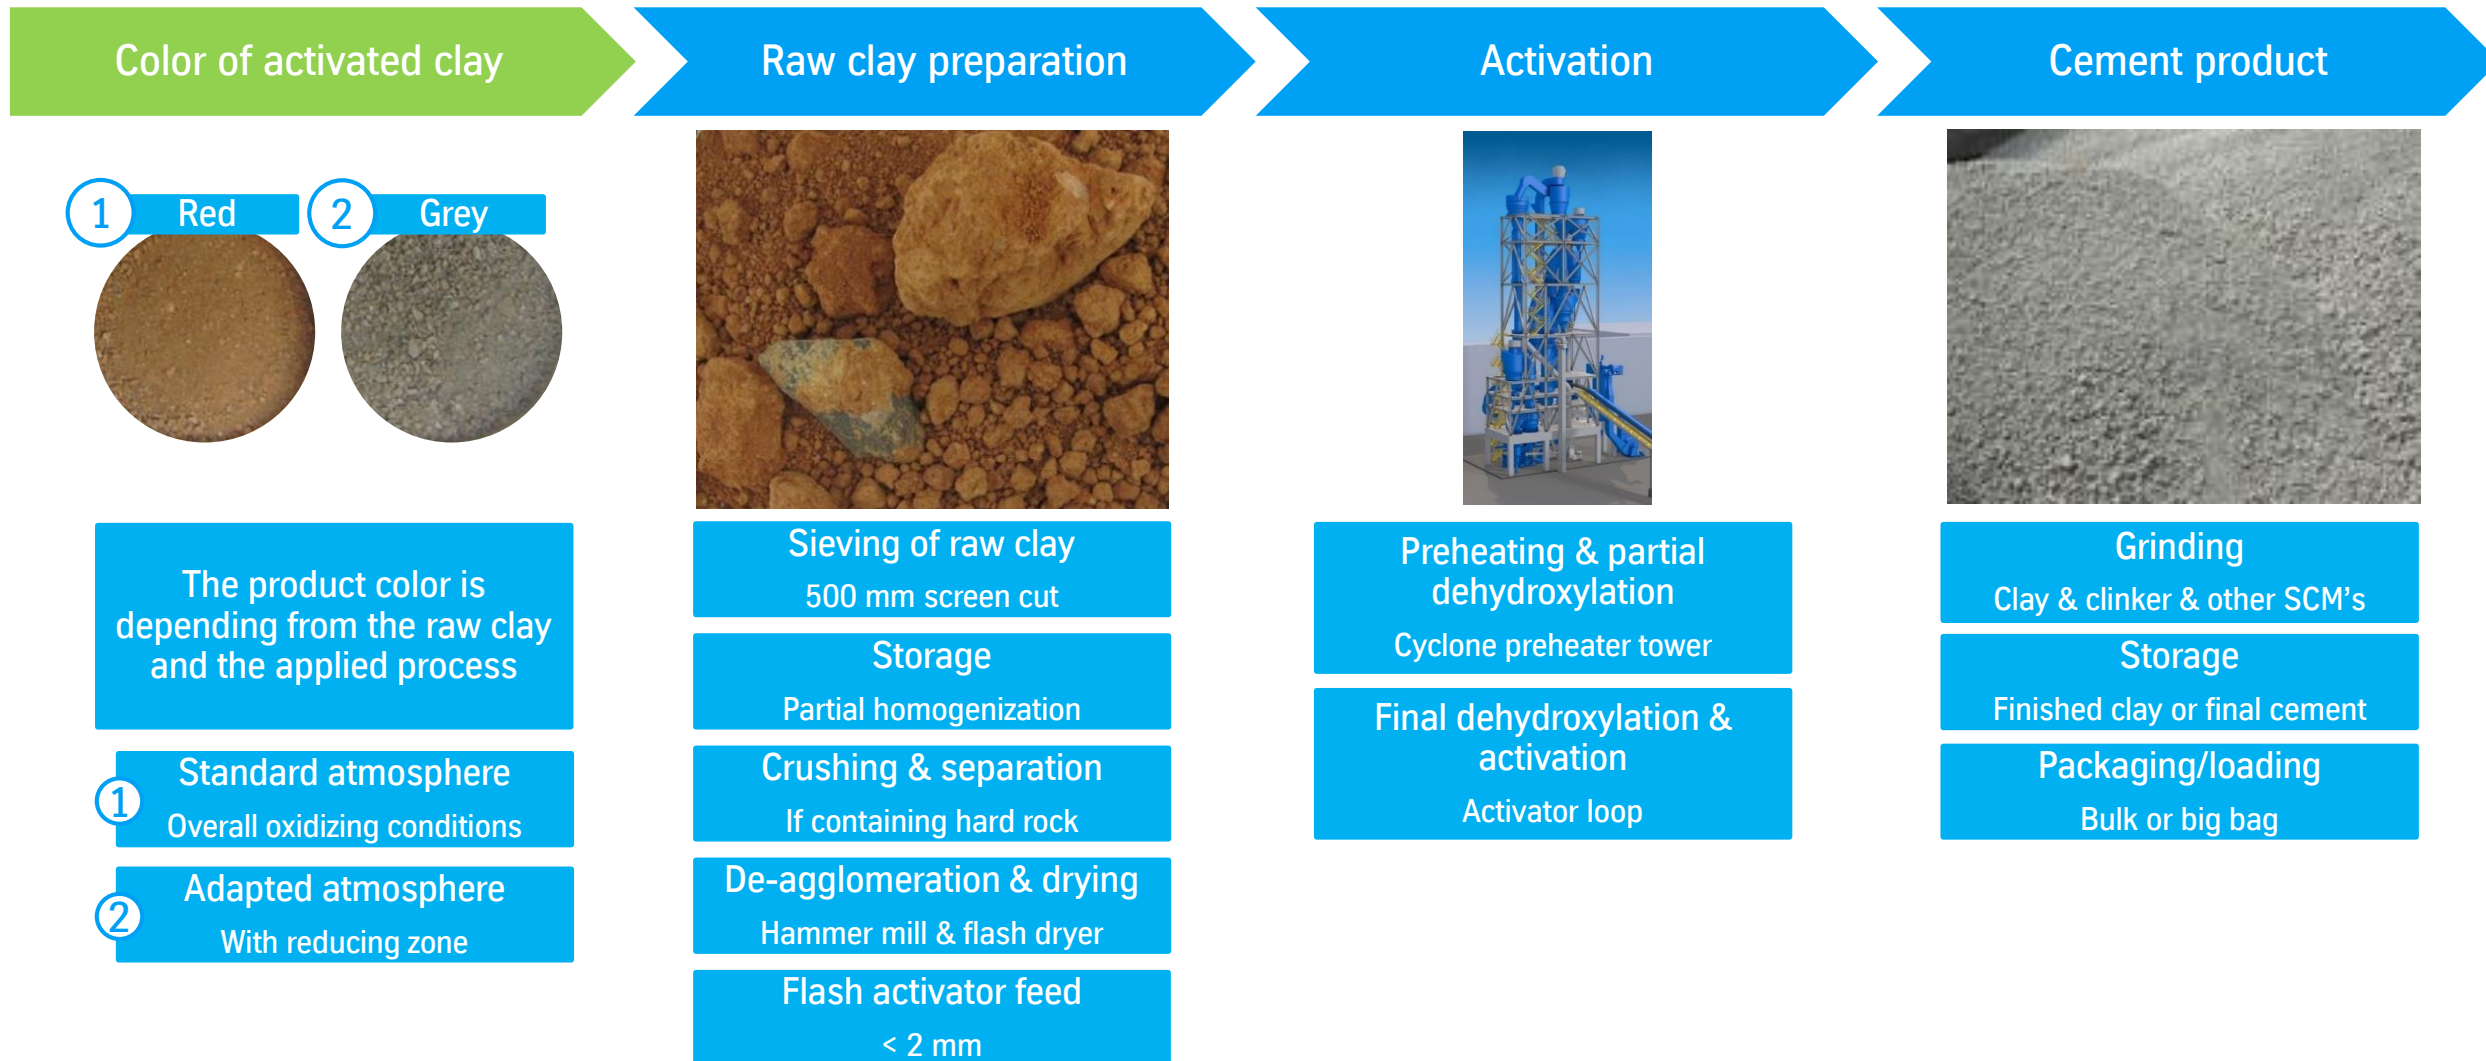 Color of activated clay
Raw clay preparation
Activation
Cement product
1
Red
2
Grey
The product color is
depending from the raw clay
and the applied process
1
Standard atmosphere
Overall oxidizing conditions
2
Adapted atmosphere
With reducing zone
Sieving of raw clay
500 mm screen cut
Storage
Partial homogenization
Crushing & separation
If containing hard rock
De-agglomeration & drying
Hammer mill & flash dryer
Flash activator feed
< 2 mm
Preheating & partial
dehydroxylation
Cyclone preheater tower
Final dehydroxylation &
activation
Activator loop
Grinding
Clay & clinker & other SCM's
Storage
Finished clay or final cement
Packaging/loading
Bulk or big bag